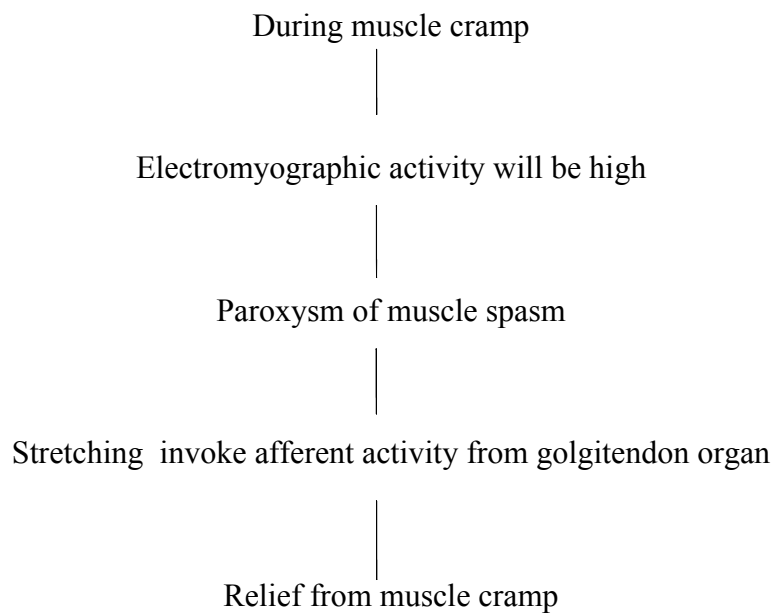 During muscle cramp
Electromyographic activity will be high
Paroxysm of muscle spasm
Stretching  invoke afferent activity from golgitendon organ
Relief from muscle cramp